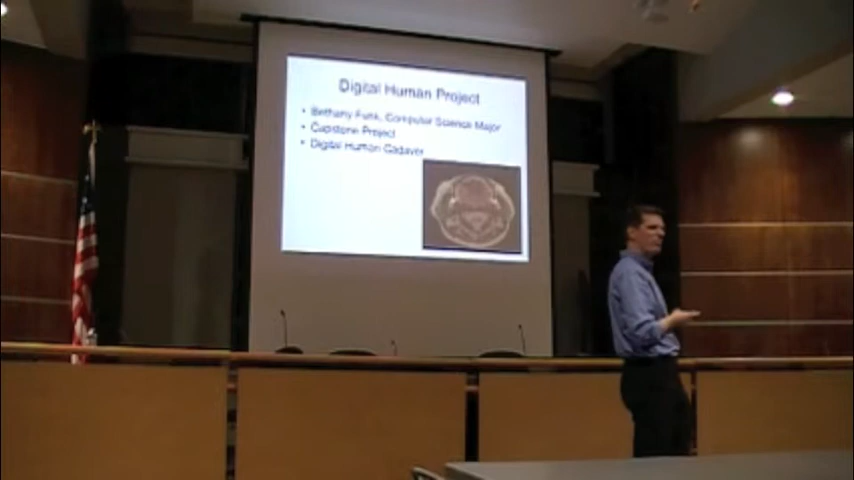 Digital Human Project
• Bethany Funk, Computer Science Major
• Capstone Project
• Digital Human Cadaver